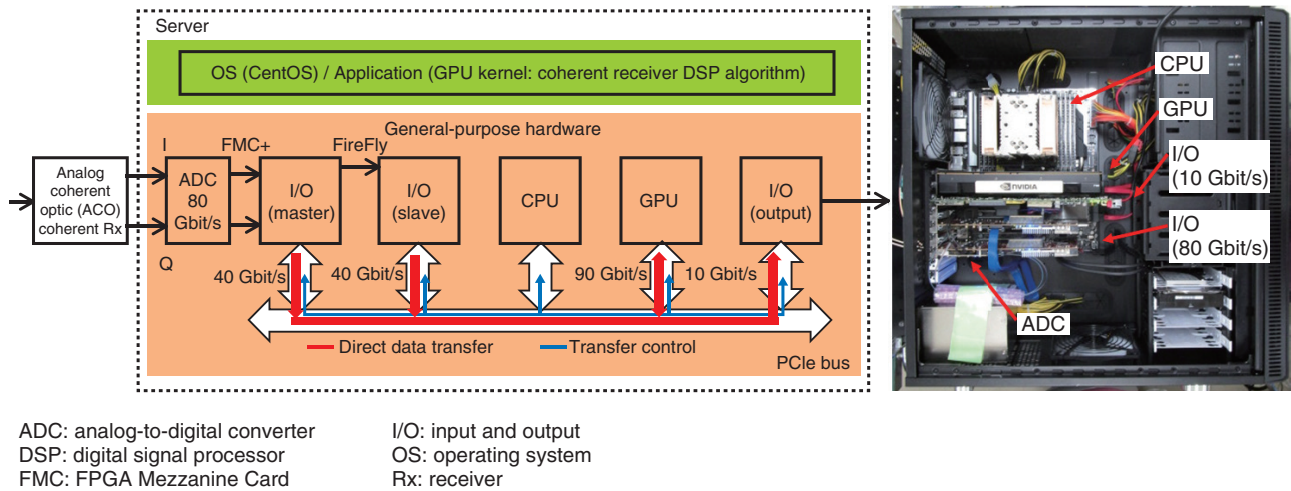 Server
OS (CentOS) / Application (GPU kernel: coherent receiver DSP algorithm)
General-purpose hardware
Analog
coherent
optic (ACO)
coherent Rx
I
Q
ADC
80
Gbit/s
FMC+
I/O
(master)
FireFly
I/O
(slave)
CPU
GPU
I/O
(output)
40 Gbit/s
40 Gbit/s
90 Gbit/s
10 Gbit/s
Direct data transfer
Transfer control
PCIe bus
CPU
GPU
I/O
(10 Gbit/s)
I/O
(80 Gbit/s)
ADC
NVIDIA
ADC: analog-to-digital converter
DSP: digital signal processor
FMC: FPGA Mezzanine Card
I/O: input and output
OS: operating system
Rx: receiver